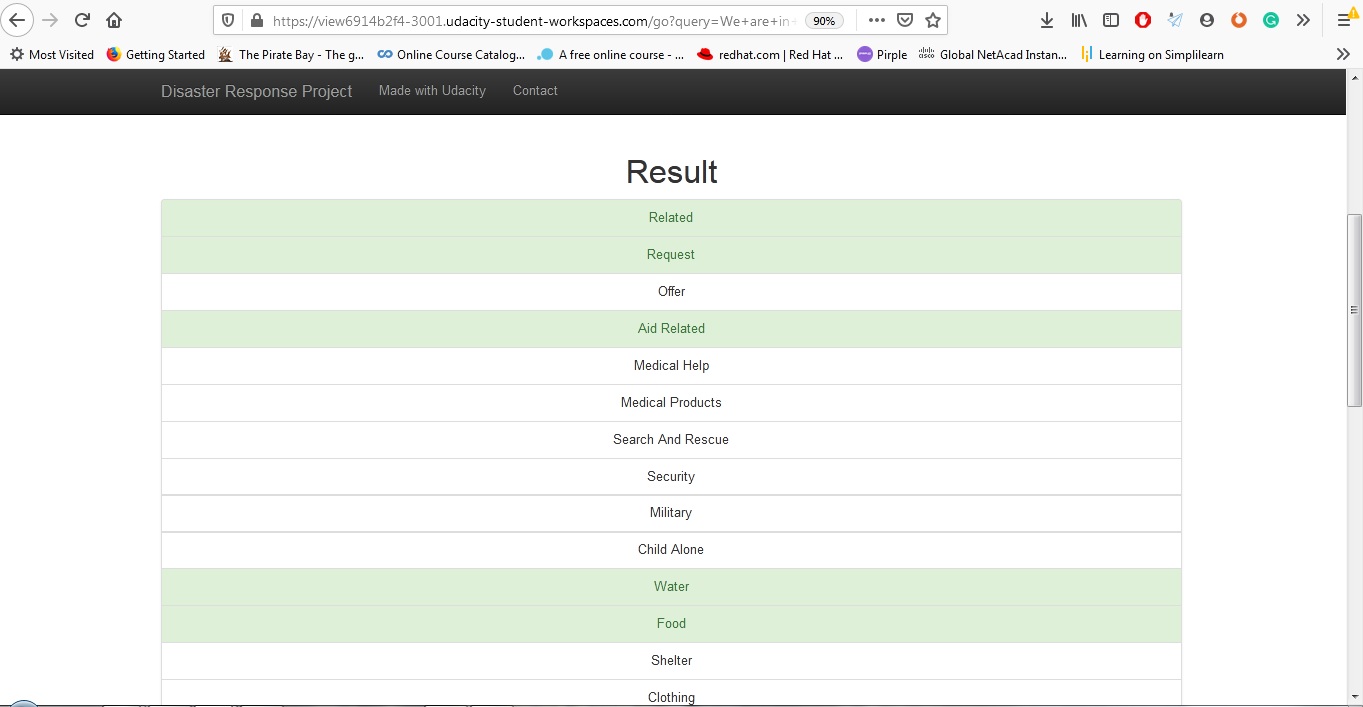 https://view6914b2f4-3001.udacity-student-workspaces.com/go?query=We+are+in+ 90%
Most Visited Getting Started The Pirate Bay - The g... Online Course Catalog... A free online course - ... redhat.com | Red Hat ... Pirple Global NetAcad Instan... Learning on Simplilearn
Disaster Response Project Made with Udacity Contact
Result
Related
Request
Offer
Aid Related
Medical Help
Medical Products
Search And Rescue
Security
Military
Child Alone
Water
Food
Shelter
Clothing